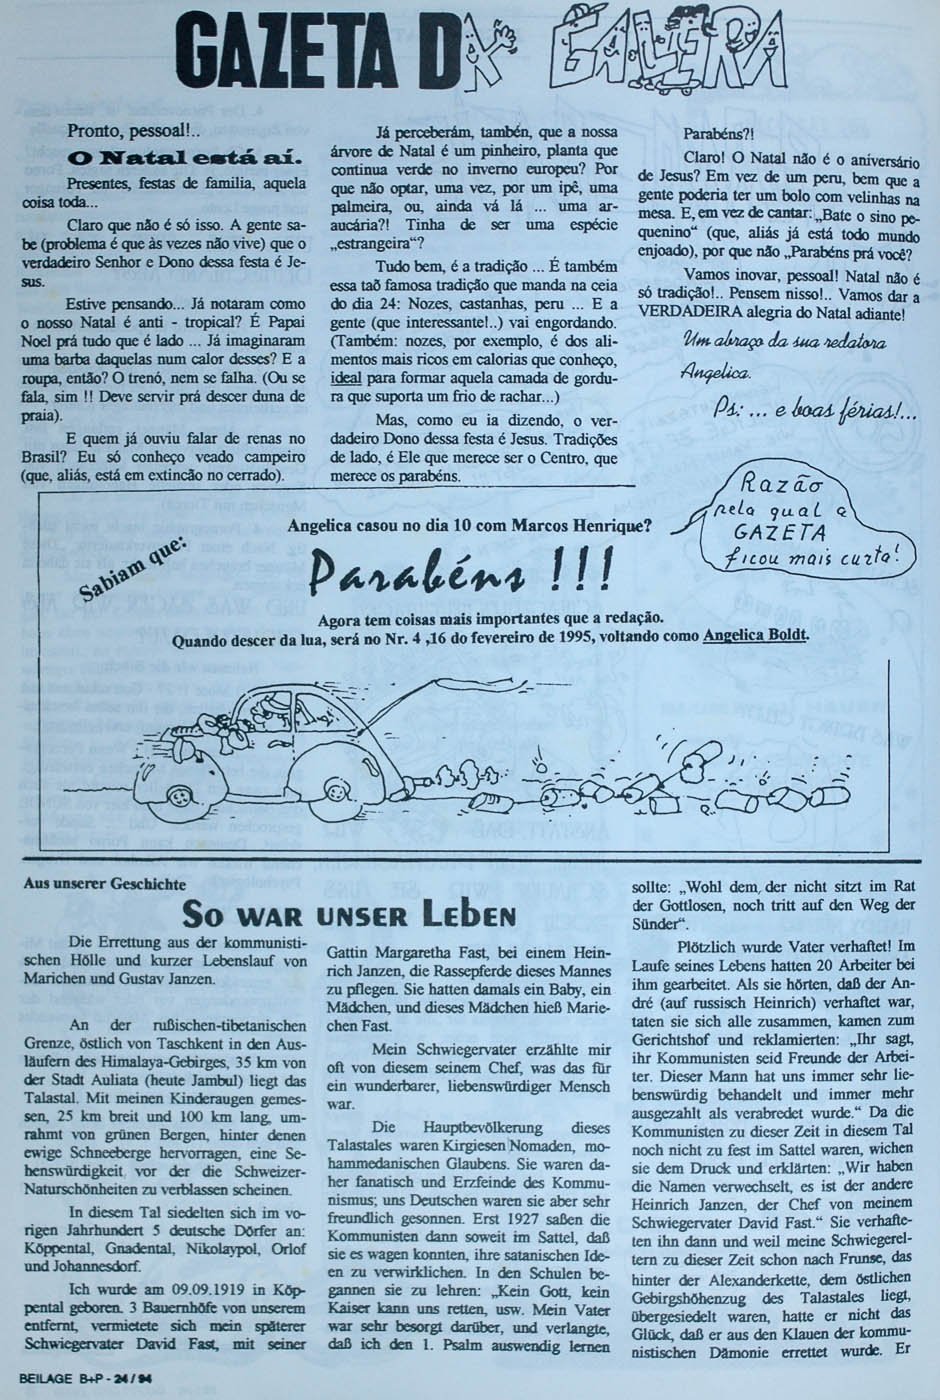 GAZETA DA GALERA
Pronto, pessoal!..
O Natal está aí.
Presentes, festas de familia, aquela
coisa toda...
Claro que não é só isso. A gente sa-
be (problema é que às vezes não vive) que o
verdadeiro Senhor e Dono dessa festa é Je-
sus.
Estive pensando... Já notaram como
o nosso Natal é anti - tropical? É Papai
Noel prá tudo que é lado ... Já imaginaram
uma barba daquelas num calor desses? E a
roupa, então? O trenó, nem se falha. (Ou se
fala, sim !! Deve servir prá descer duna de
praia).
E quem já ouviu falar de renas no
Brasil? Eu só conheço veado campeiro
(que, aliás, está em extincão no cerrado).
Já perceberám, tambén, que a nossa
árvore de Natal é um pinheiro, planta que
continua verde no inverno europeu? Por
que não optar, uma vez, por um ipê, uma
palmeira, ou, ainda vá lá ... uma ar-
aucária?! Tinha de ser uma espécie
„estrangeira“?
Tudo bem, é a tradição ... É também
essa taõ famosa tradição que manda na ceia
do dia 24: Nozes, castanhas, peru ... E a
gente (que interessante!..) vai engordando.
(Também: nozes, por exemplo, é dos ali-
mentos mais ricos em calorias que conheço,
ideal para formar aquela camada de gordu-
ra que suporta um frio de rachar...)
Mas, como eu ia dizendo, o ver-
dadeiro Dono dessa festa é Jesus. Tradições
de lado, é Ele que merece ser o Centro, que
merece os parabéns.
Parabéns?!
Claro! O Natal não é o aniversário
de Jesus? Em vez de um peru, bem que a
gente poderia ter um bolo com velinhas na
mesa. E, em vez de cantar: „Bate o sino pe-
quenino“ (que, aliás já está todo mundo
enjoado), por que não „Parabéns prá você?
Vamos inovar, pessoal! Natal não é
só tradição!.. Pensem nisso!.. Vamos dar a
VERDADEIRA alegria do Natal adiante!
Um abraço da sua redatora
Angelica.
Ps: ... e boas férias!...
Razão
pela qual a
GAZETA
ficou mais curta!
Sabiam que:
Angelica casou no dia 10 com Marcos Henrique?
Parabéns !!!
Agora tem coisas mais importantes que a redação.
Quando descer da lua, será no Nr. 4 ,16 do fevereiro de 1995, voltando como Angelica Boldt.
Aus unserer Geschichte
So war unser Leben
Die Errettung aus der kommunisti-
schen Hölle und kurzer Lebenslauf von
Marichen und Gustav Janzen.
An der rußischen-tibetanischen
Grenze, östlich von Taschkent in den Aus-
läufern des Himalaya-Gebirges, 35 km von
der Stadt Auliata (heute Jambul) liegt das
Talastal. Mit meinen Kinderaugen gemes-
sen, 25 km breit und 100 km lang, um-
rahmt von grünen Bergen, hinter denen
ewige Schneeberge hervorragen, eine Se-
henswürdigkeit vor der die Schweizer-
Naturschönheiten zu verblassen scheinen.
In diesem Tal siedelten sich im vo-
rigen Jahrhundert 5 deutsche Dörfer an:
Köppental, Gnadental, Nikolaypol, Orlof
und Johannesdorf.
Ich wurde am 09.09.1919 in Köp-
pental geboren. 3 Bauernhöfe von unserem
entfernt, vermietete sich mein späterer
Schwiegervater David Fast, mit seiner
Gattin Margaretha Fast, bei einem Hein-
rich Janzen, die Rassepferde dieses Mannes
zu pflegen. Sie hatten damals ein Baby, ein
Mädchen, und dieses Mädchen hieß Marie-
chen Fast.
Mein Schwiegervater erzählte mir
oft von diesem seinem Chef, was das für
ein wunderbarer, liebenswürdiger Mensch
war.
Die Hauptbevölkerung dieses
Talastales waren Kirgiesen Nomaden, mo-
hammedanischen Glaubens. Sie waren da-
her fanatisch und Erzfeinde des Kommu-
nismus; uns Deutschen waren sie aber sehr
freundlich gesonnen. Erst 1927 saßen die
Kommunisten dann soweit im Sattel, daß
sie es wagen konnten, ihre satanischen Ide-
en zu verwirklichen. In den Schulen be-
gannen sie zu lehren: „Kein Gott, kein
Kaiser kann uns retten, usw. Mein Vater
war sehr besorgt darüber, und verlangte,
daß ich den 1. Psalm auswendig lernen
sollte: „Wohl dem, der nicht sitzt im Rat
der Gottlosen, noch tritt auf den Weg der
Sünder“.
Plötzlich wurde Vater verhaftet! Im
Laufe seines Lebens hatten 20 Arbeiter bei
ihm gearbeitet. Als sie hörten, daß der An-
dré (auf russisch Heinrich) verhaftet war,
taten sie sich alle zusammen, kamen zum
Gerichtshof und reklamierten: „Ihr sagt,
ihr Kommunisten seid Freunde der Arbei-
ter. Dieser Mann hat uns immer sehr lie-
benswürdig behandelt und immer mehr
ausgezahlt als verabredet wurde.“ Da die
Kommunisten zu dieser Zeit in diesem Tal
noch nicht zu fest im Sattel waren, wichen
sie dem Druck und erklärten: „Wir haben
die Namen verwechselt, es ist der andere
Heinrich Janzen, der Chef von meinem
Schwiegervater David Fast.“ Sie verhafte-
ten ihn dann und weil meine Schwiegerel-
tern zu dieser Zeit schon nach Frunse, das
hinter der Alexanderkette, dem östlichen
Gebirgshöhenzug des Talastales liegt,
übergesiedelt waren, hatte er nicht das
Glück, daß er aus den Klauen der kommu-
nistischen Dämonie errettet wurde. Er
BEILAGE B+P - 24/94